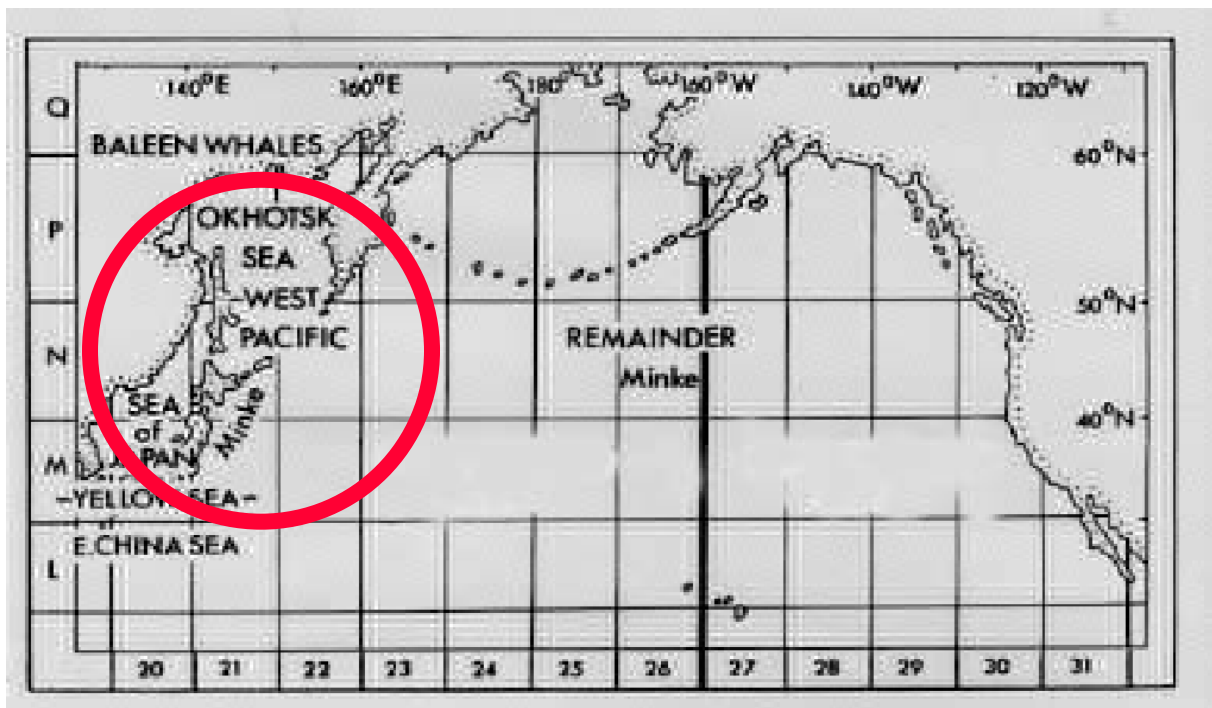 140°E 160°E 180° 160°W 140°W 120°W
Q
BALEEN WHALES
60°N
P
OKHOTSK
SEA
WEST
50°N
PACIFIC
REMAINDER
N
Minke
Minke
SEA
of
40°N
M
-YELLOW SEA-
E.CHINA SEA
L
20 21 22 23 24 25 26 27 28 29 30 31